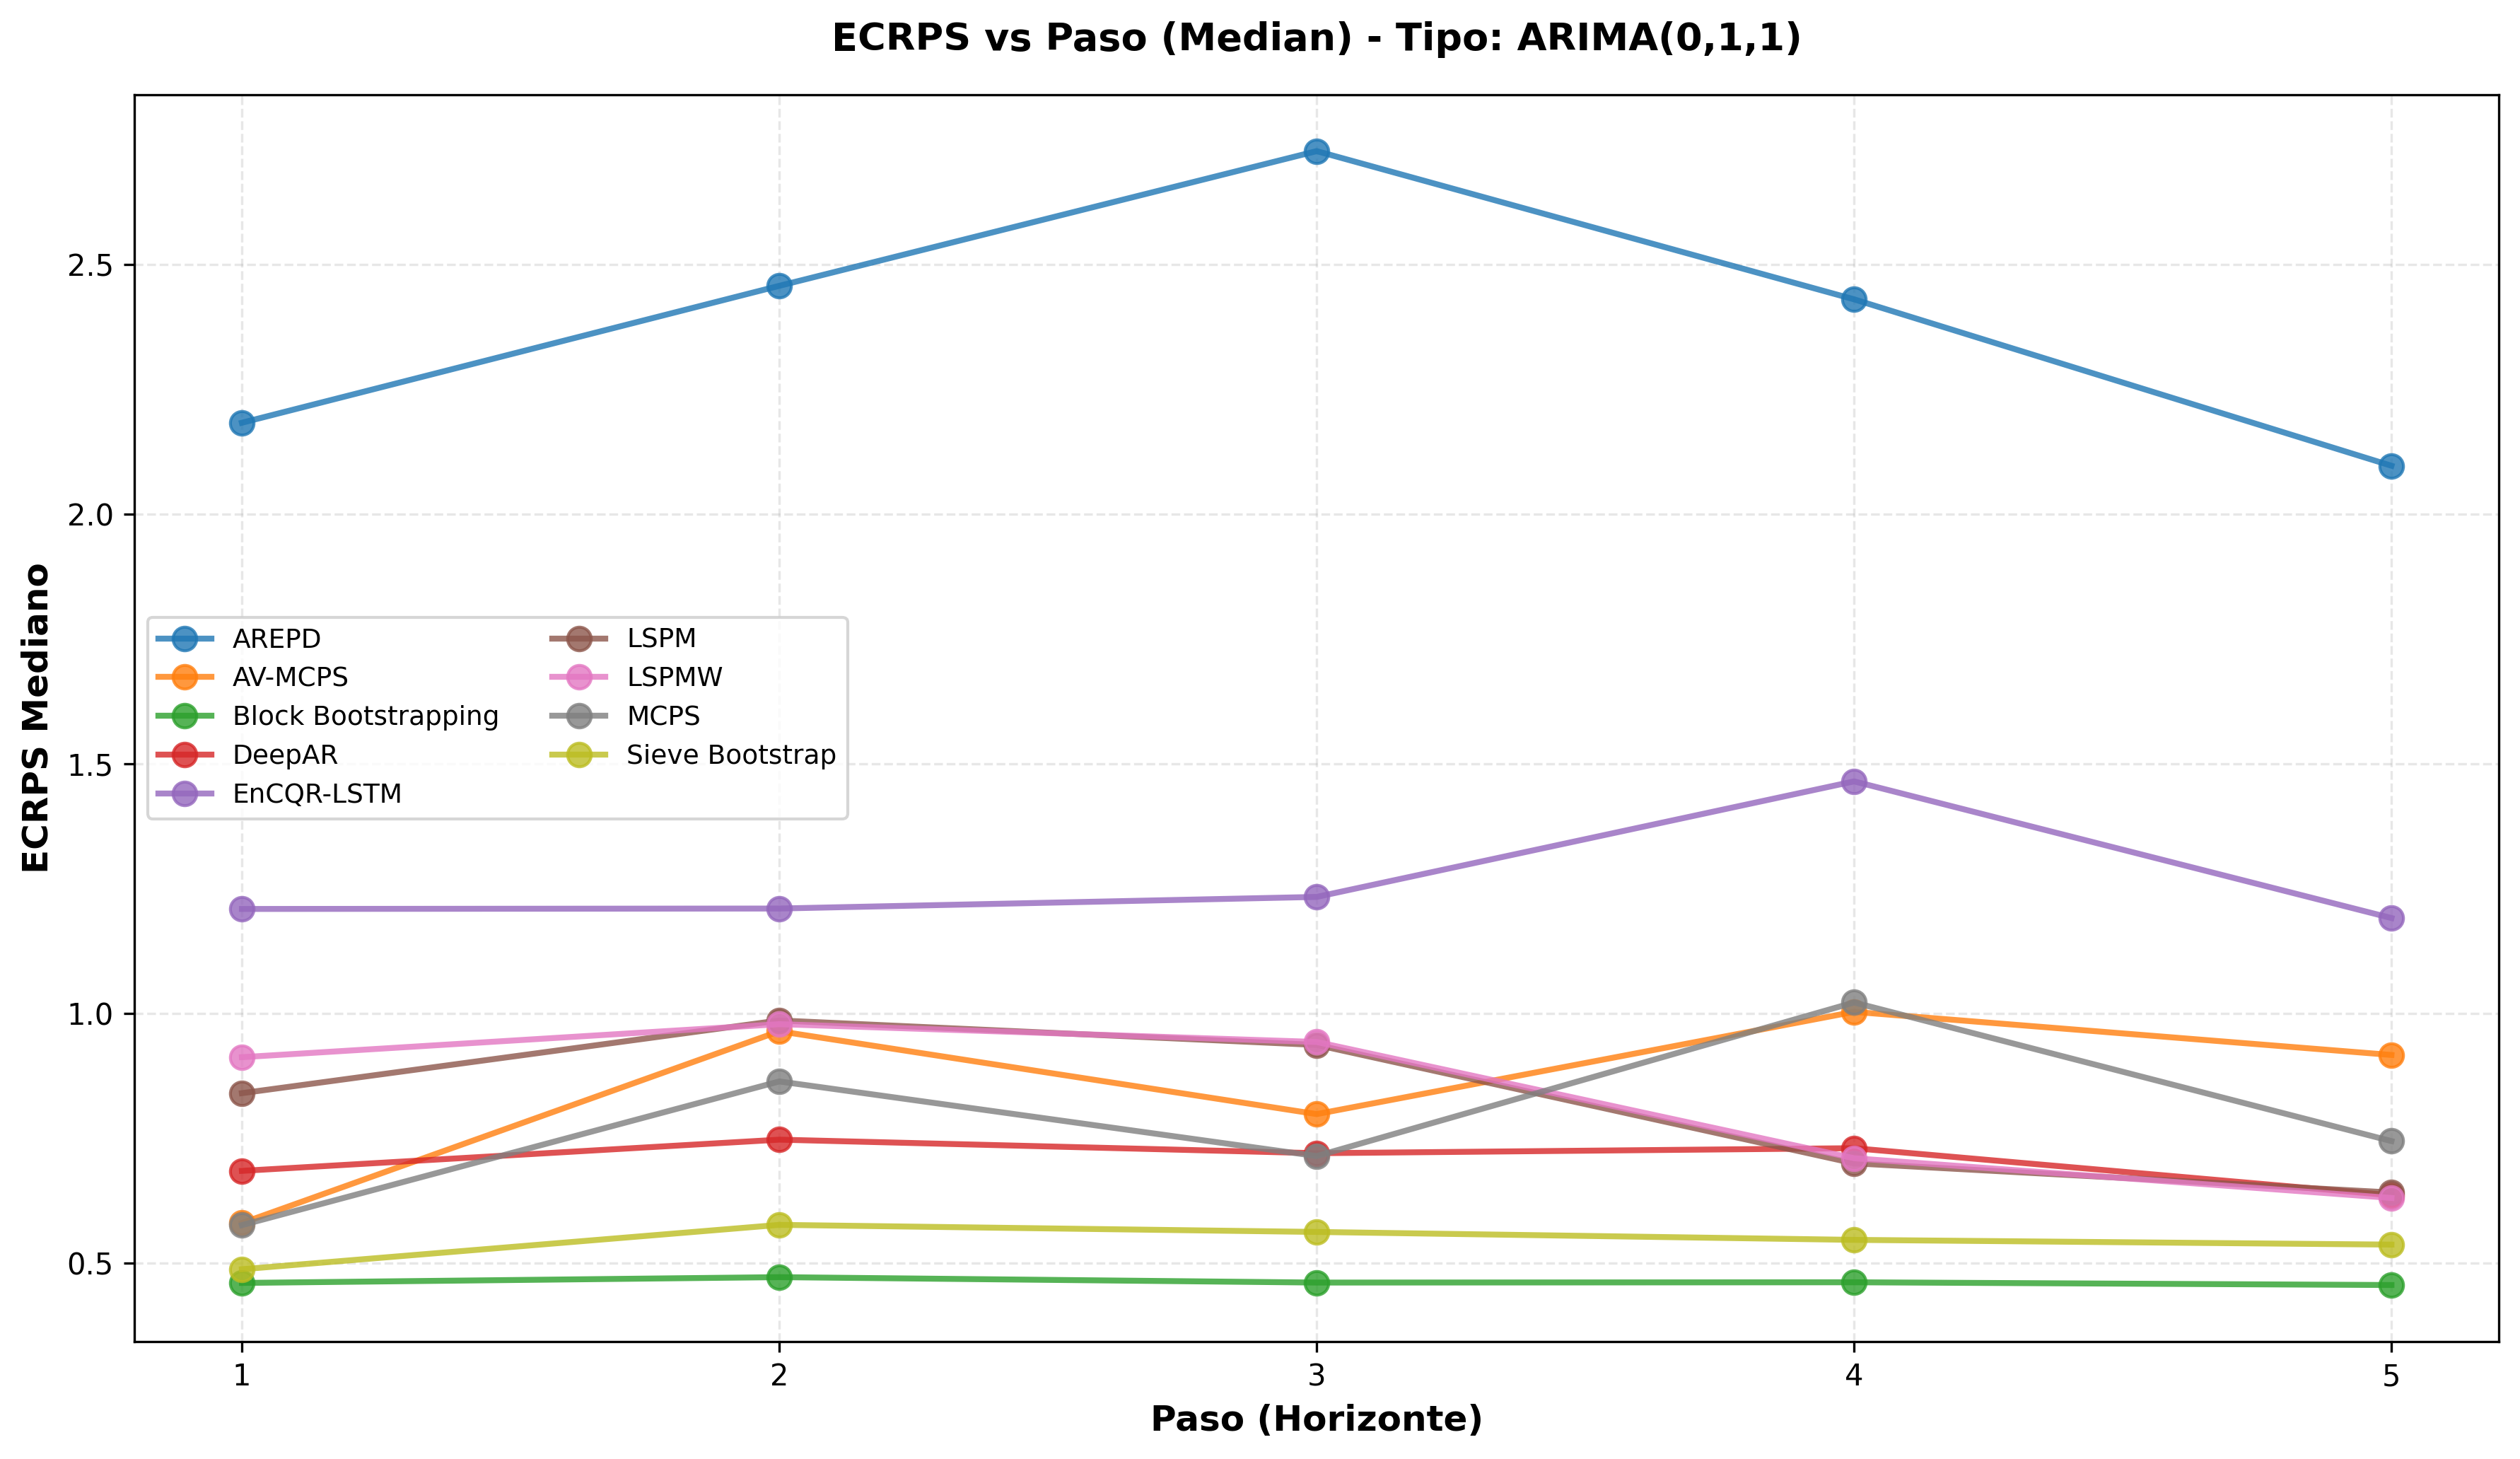 ECRPS vs Paso (Median) - Tipo: ARIMA(0,1,1)
ECRPS Mediano
2.5
2.0
1.5
1.0
0.5
AREPD
AV-MCPS
Block Bootstrapping
DeepAR
EnCQR-LSTM
LSPM
LSPMW
MCPS
Sieve Bootstrap
1 2 3 4 5
Paso (Horizonte)